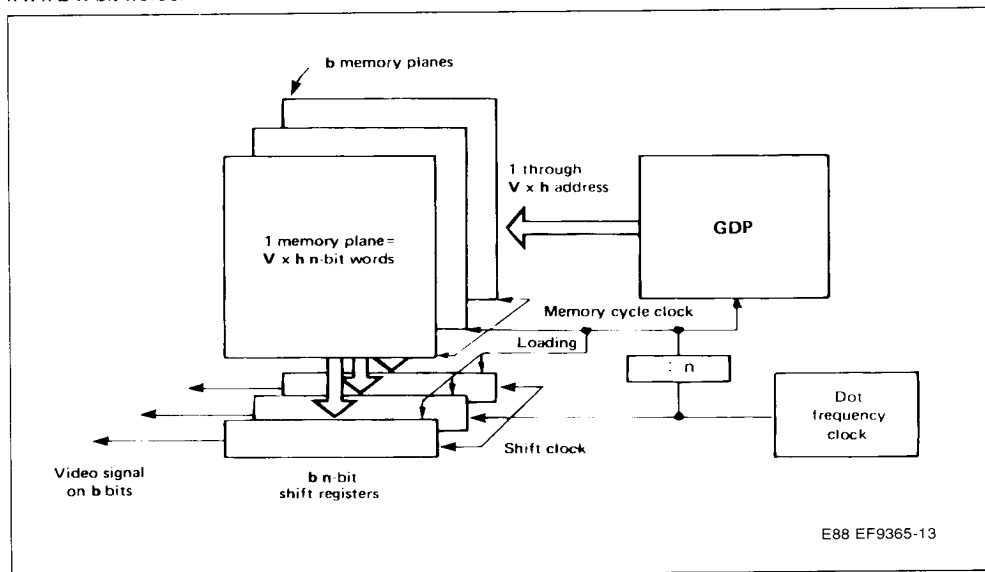 b memory planes
1 through
V x h address
GDP
1 memory plane=
V x h n-bit words
Memory cycle clock
Loading
: n
Dot
frequency
clock
Shift clock
Video signal
on b bits
b n-bit
shift registers
E88 EF9365-13